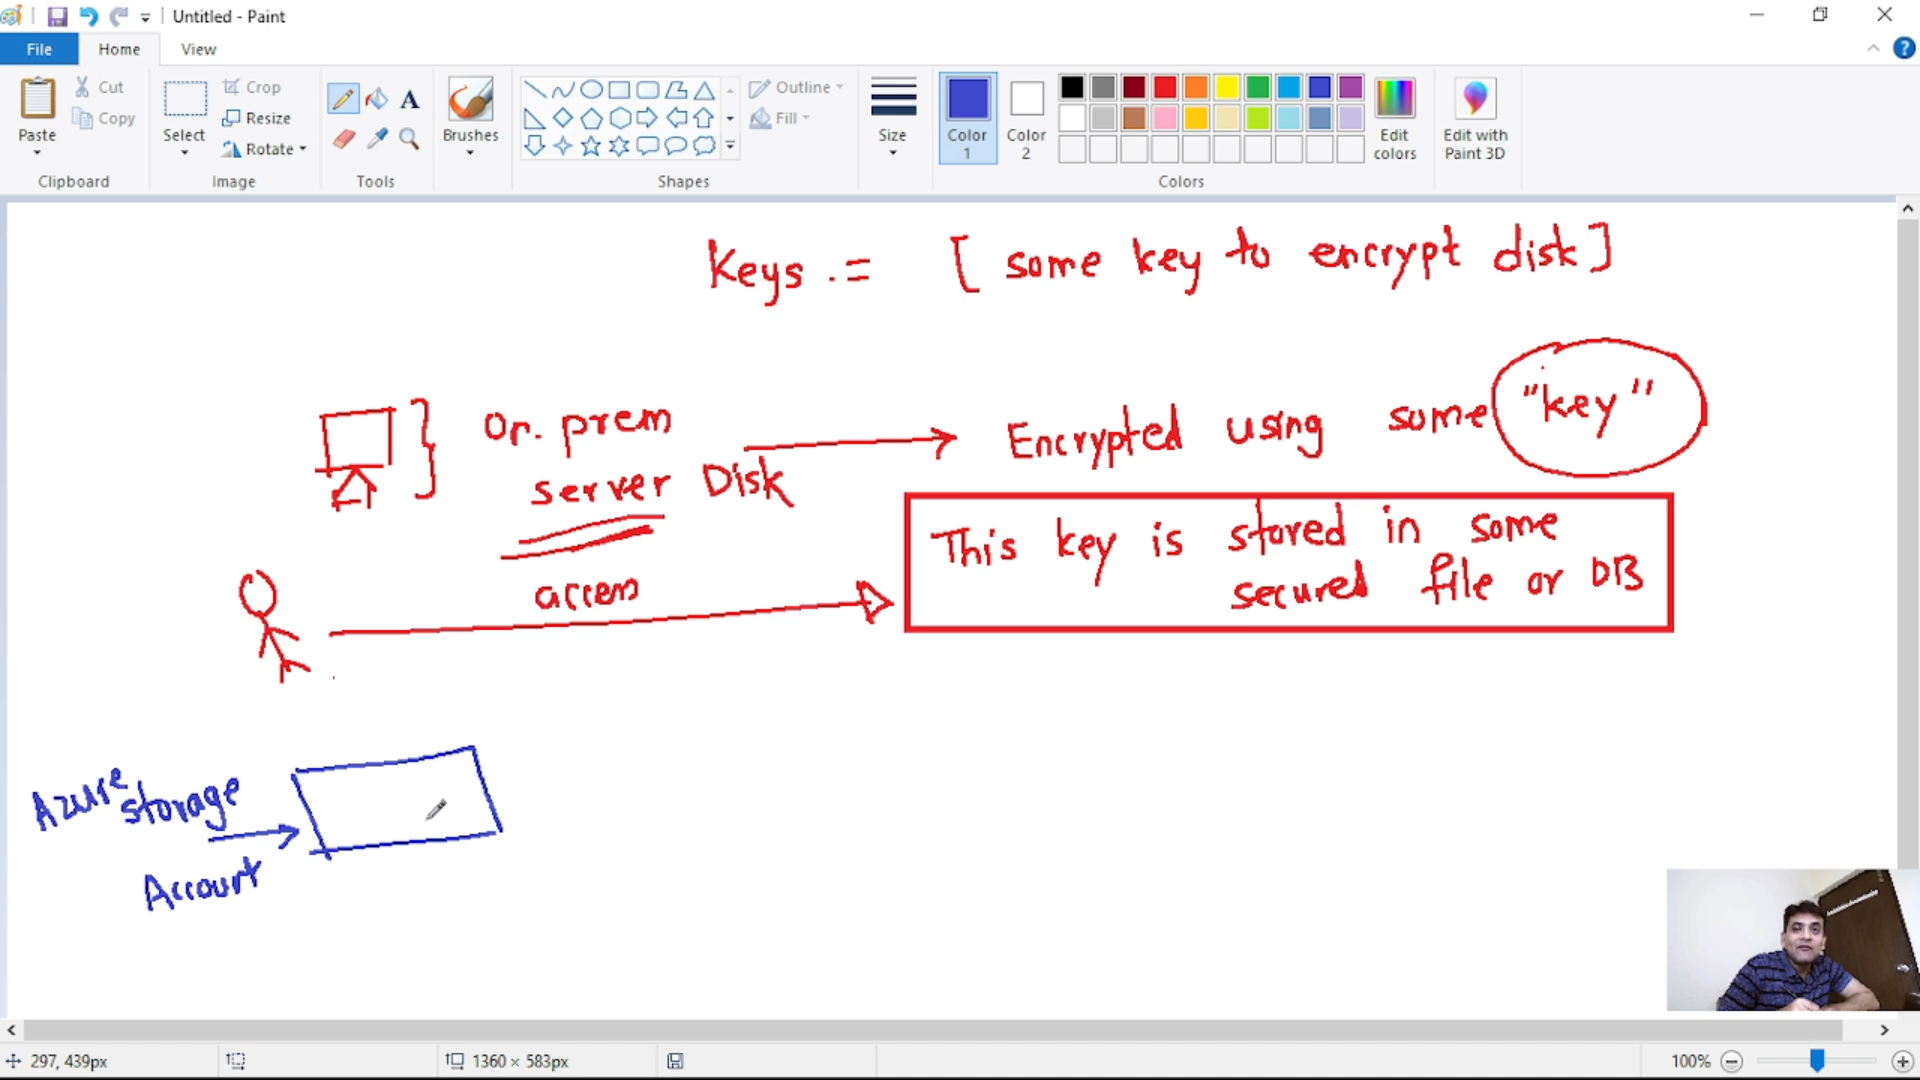 Untitled - Paint
File Home View
Paste
Cut
Copy
Clipboard
Select
Crop
Resize
Rotate
Image
Tools
Brushes
Shapes
Outline
Fill
Size
Color 1
Color 2
Edit colors
Colors
Edit with Paint 3D
Keys .= [ some key to encrypt disk ]
On. prem
server Disk
Encrypted using some "key"
access
This key is stored in some
secured file or DB
Azure storage
Account
297, 439px
1360 × 583px
100%